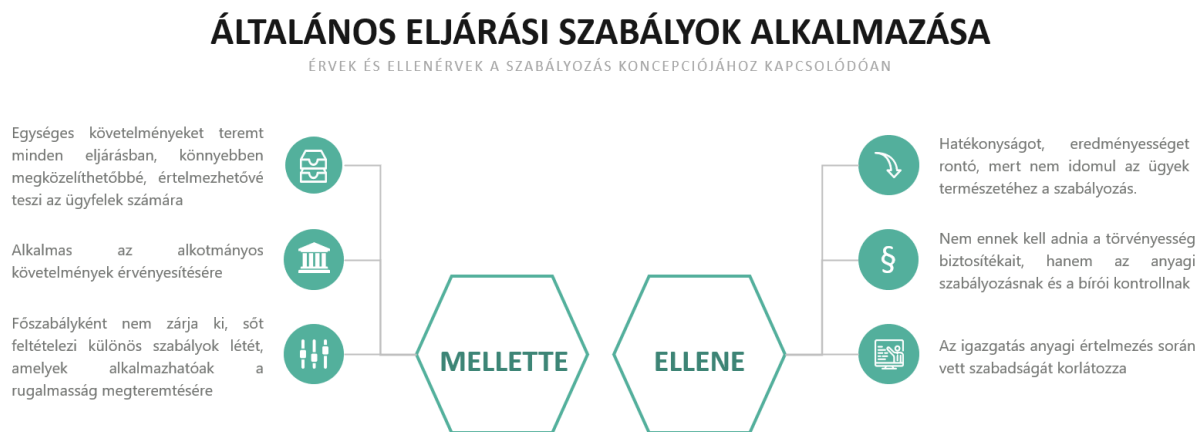 ÁLTALÁNOS ELJÁRÁSI SZABÁLYOK ALKALMAZÁSA
ÉRVEK ÉS ELLENÉRVEK A SZABÁLYOZÁS KONCEPCIÓJÁHOZ KAPCSOLÓDÓAN
Egységes követelményeket teremt
minden eljárásban, könnyebben
megközelíthetőbbé, értelmezhetővé
teszi az ügyfelek számára
Alkalmas az alkotmányos
követelmények érvényesítésére
Főszabályként nem zárja ki, sőt
feltételezi különös szabályok létét,
amelyek alkalmazhatóak a
rugalmasság megteremtésére
MELLETTE
ELLENE
Hatékonyságot, eredményességet
rontó, mert nem idomul az ügyek
természetéhez a szabályozás.
§
Nem ennek kell adnia a törvényesség
biztosítékait, hanem az anyagi
szabályozásnak és a bírói kontrollnak
Az igazgatás anyagi értelmezés során
vett szabadságát korlátozza